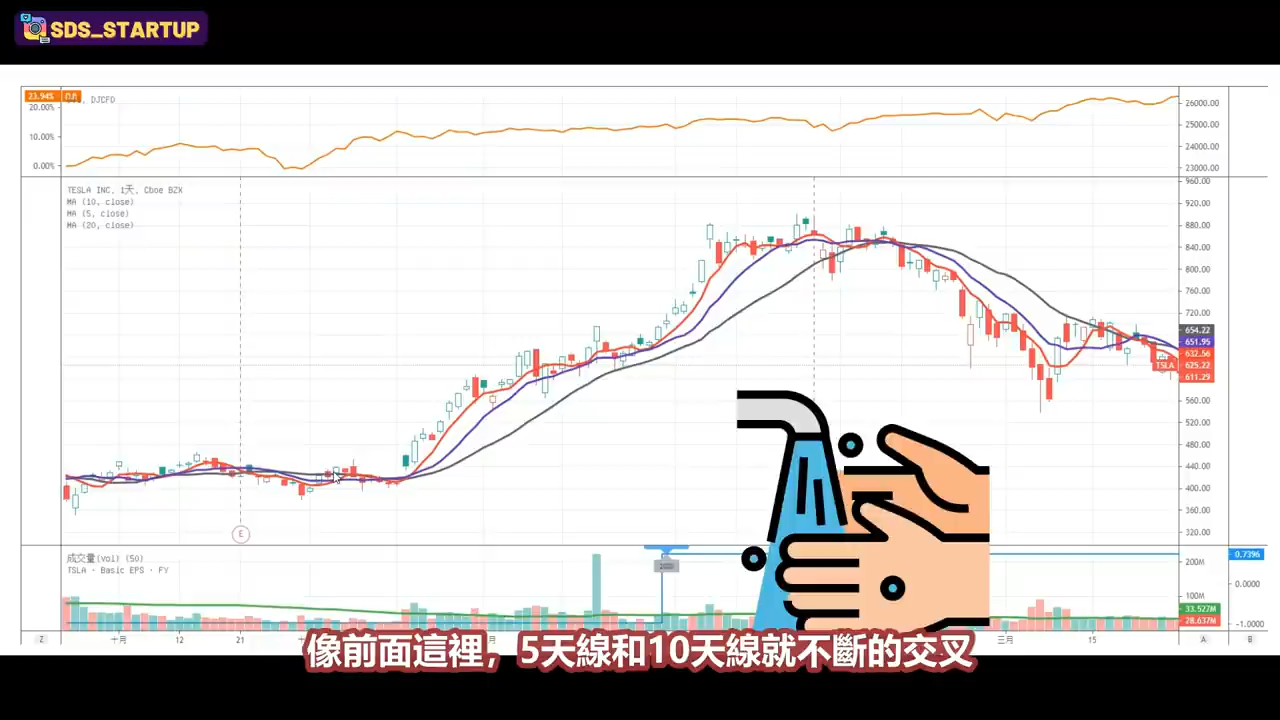 SDS_STARTUP
23.94%
, DJCFD
20.00%
10.00%
0.00%
26000.00
25000.00
24000.00
23000.00
TESLA INC, 1天, Cboe BZX
MA (10, close)
MA (5, close)
MA (20, close)
960.00
920.00
880.00
840.00
800.00
760.00
720.00
654.22
651.95
632.56
TSLA 625.22
611.29
560.00
520.00
480.00
440.00
400.00
360.00
320.00
E
成交量(vol) (50)
TSLA · Basic EPS · FY
200M
100M
33.527M
28.637M
0.7396
0.0000
-1.0000
Z
十月
12
21
三月
15
A
B
像前面這裡，5天線和10天線就不斷的交叉